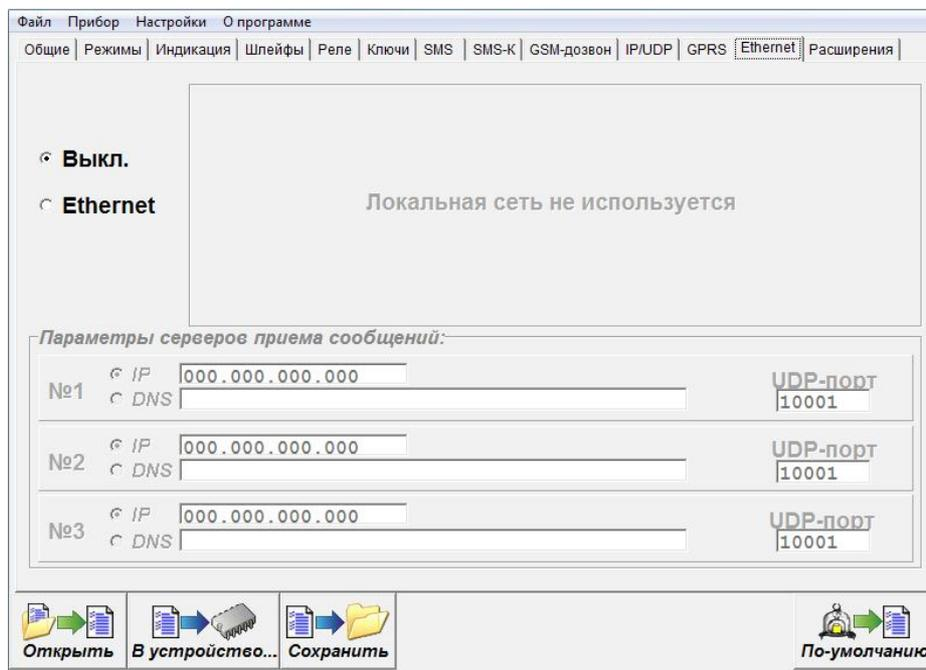 Файл Прибор Настройки О программе
Общие Режимы Индикация Шлейфы Реле Ключи SMS SMS-K GSM-дозвон IP/UDP GPRS Ethernet Расширения
Выкл.
Ethernet
Локальная сеть не используется
Параметры серверов приема сообщений:
№1
IP 000.000.000.000
DNS
UDP-порт
10001
№2
IP 000.000.000.000
DNS
UDP-порт
10001
№3
IP 000.000.000.000
DNS
UDP-порт
10001
Открыть В устройство... Сохранить По-умолчанию